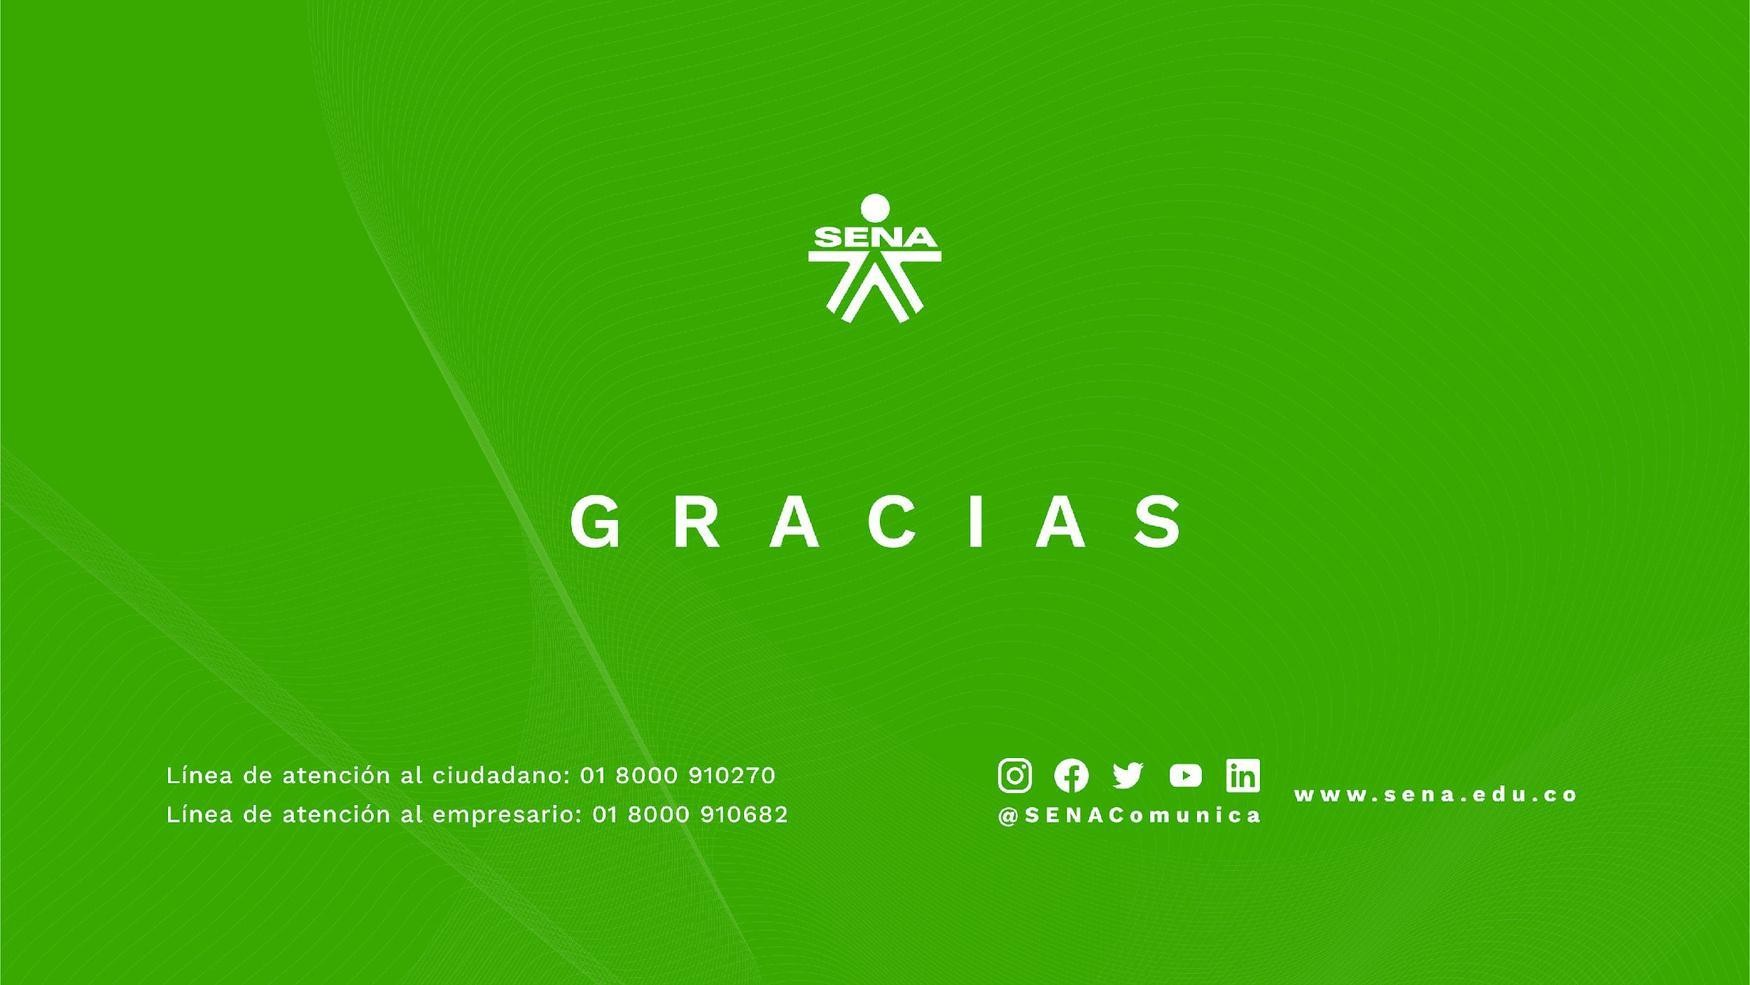 SENA
GRACIAS
Línea de atención al ciudadano: 01 8000 910270
Línea de atención al empresario: 01 8000 910682
@SENAComunica
www.sena.edu.co